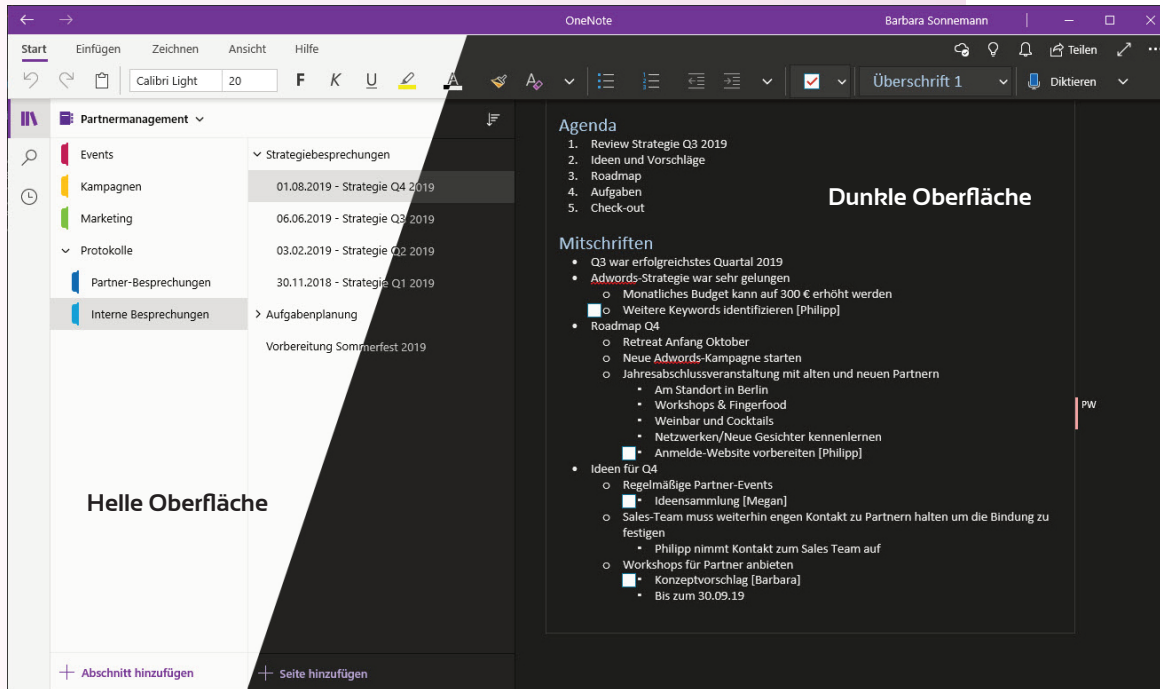 OneNote
Barbara Sonnemann
Start Einfügen Zeichnen Ansicht Hilfe
Teilen
Calibri Light 20 F K U A A Überschrift 1 Diktieren
Partnermanagement
Events
Kampagnen
Marketing
Protokolle
Partner-Besprechungen
Interne Besprechungen
Strategiebesprechungen
01.08.2019 - Strategie Q4 2019
06.06.2019 - Strategie Q3 2019
03.02.2019 - Strategie Q2 2019
30.11.2018 - Strategie Q1 2019
Aufgabenplanung
Vorbereitung Sommerfest 2019
Helle Oberfläche
Abschnitt hinzufügen
Seite hinzufügen
Agenda
1. Review Strategie Q3 2019
2. Ideen und Vorschläge
3. Roadmap
4. Aufgaben
5. Check-out
Dunkle Oberfläche
Mitschriften
• Q3 war erfolgreichstes Quartal 2019
• Adwords-Strategie war sehr gelungen
o Monatliches Budget kann auf 300 € erhöht werden
o Weitere Keywords identifizieren [Philipp]
• Roadmap Q4
o Retreat Anfang Oktober
o Neue Adwords-Kampagne starten
o Jahresabschlussveranstaltung mit alten und neuen Partnern
▪ Am Standort in Berlin
▪ Workshops & Fingerfood
▪ Weinbar und Cocktails
▪ Netzwerken/Neue Gesichter kennenlernen
▪ Anmelde-Website vorbereiten [Philipp]
PW
• Ideen für Q4
o Regelmäßige Partner-Events
▪ Ideensammlung [Megan]
o Sales-Team muss weiterhin engen Kontakt zu Partnern halten um die Bindung zu
festigen
▪ Philipp nimmt Kontakt zum Sales Team auf
o Workshops für Partner anbieten
▪ Konzeptvorschlag [Barbara]
▪ Bis zum 30.09.19